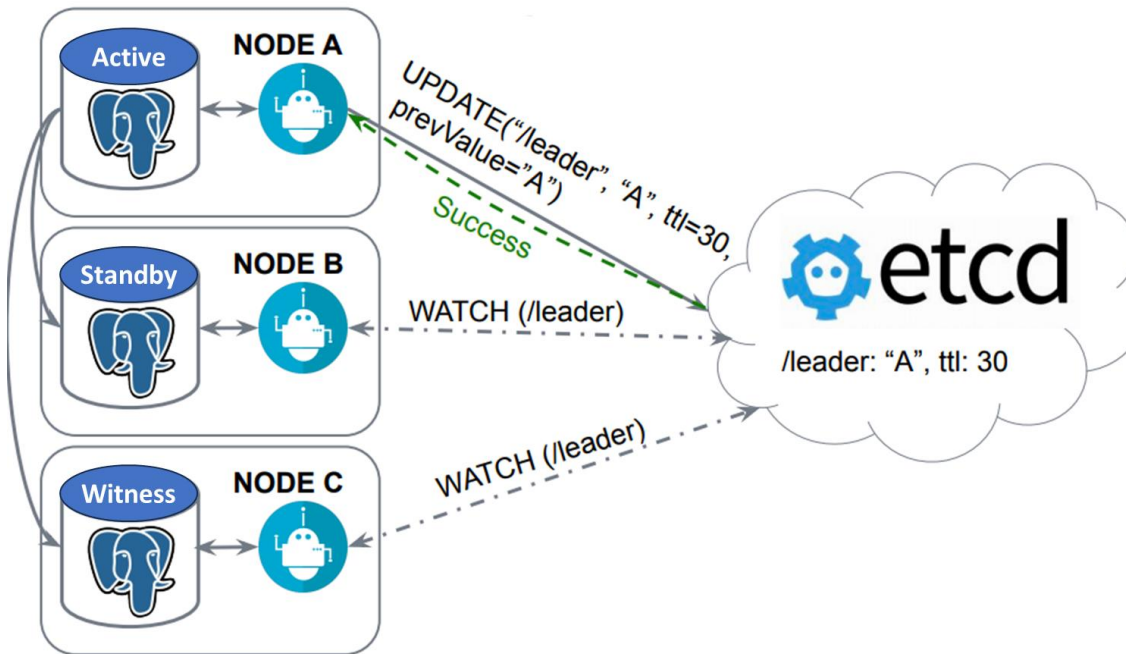 Active
NODE A
UPDATE(“/leader”, “A”, ttl=30,
prevValue=”A”)
Success
Standby
NODE B
WATCH (/leader)
etcd
/leader: “A”, ttl: 30
Witness
NODE C
WATCH (/leader)